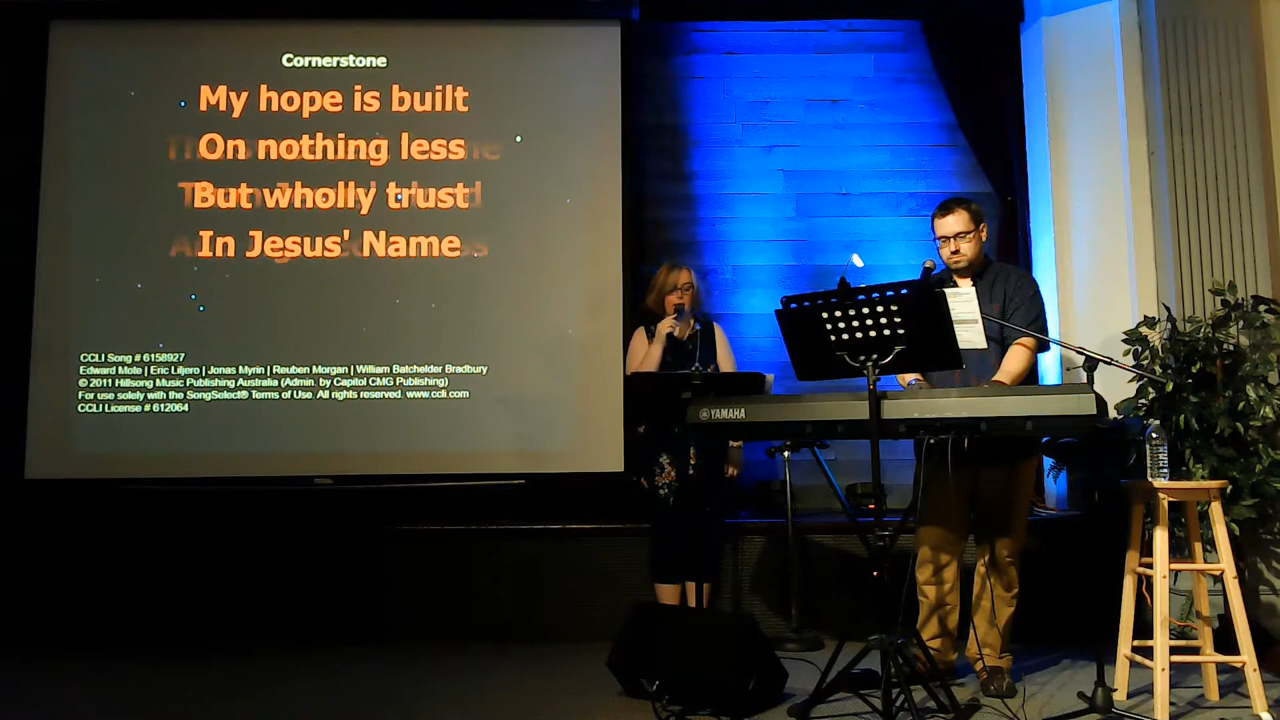 Cornerstone
My hope is built
On nothing less
But wholly trust
In Jesus' Name
CCLI Song # 6158927
Edward Mote | Eric Liljero | Jonas Myrin | Reuben Morgan | William Batchelder Bradbury
© 2011 Hillsong Music Publishing Australia (Admin. by Capitol CMG Publishing)
For use solely with the SongSelect® Terms of Use. All rights reserved. www.ccli.com
CCLI License # 612064
YAMAHA